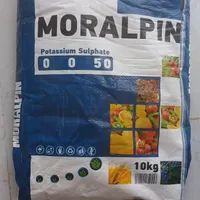 MORALPIN
Potassium Sulphate
0 0 50
MORALPIN
10kg